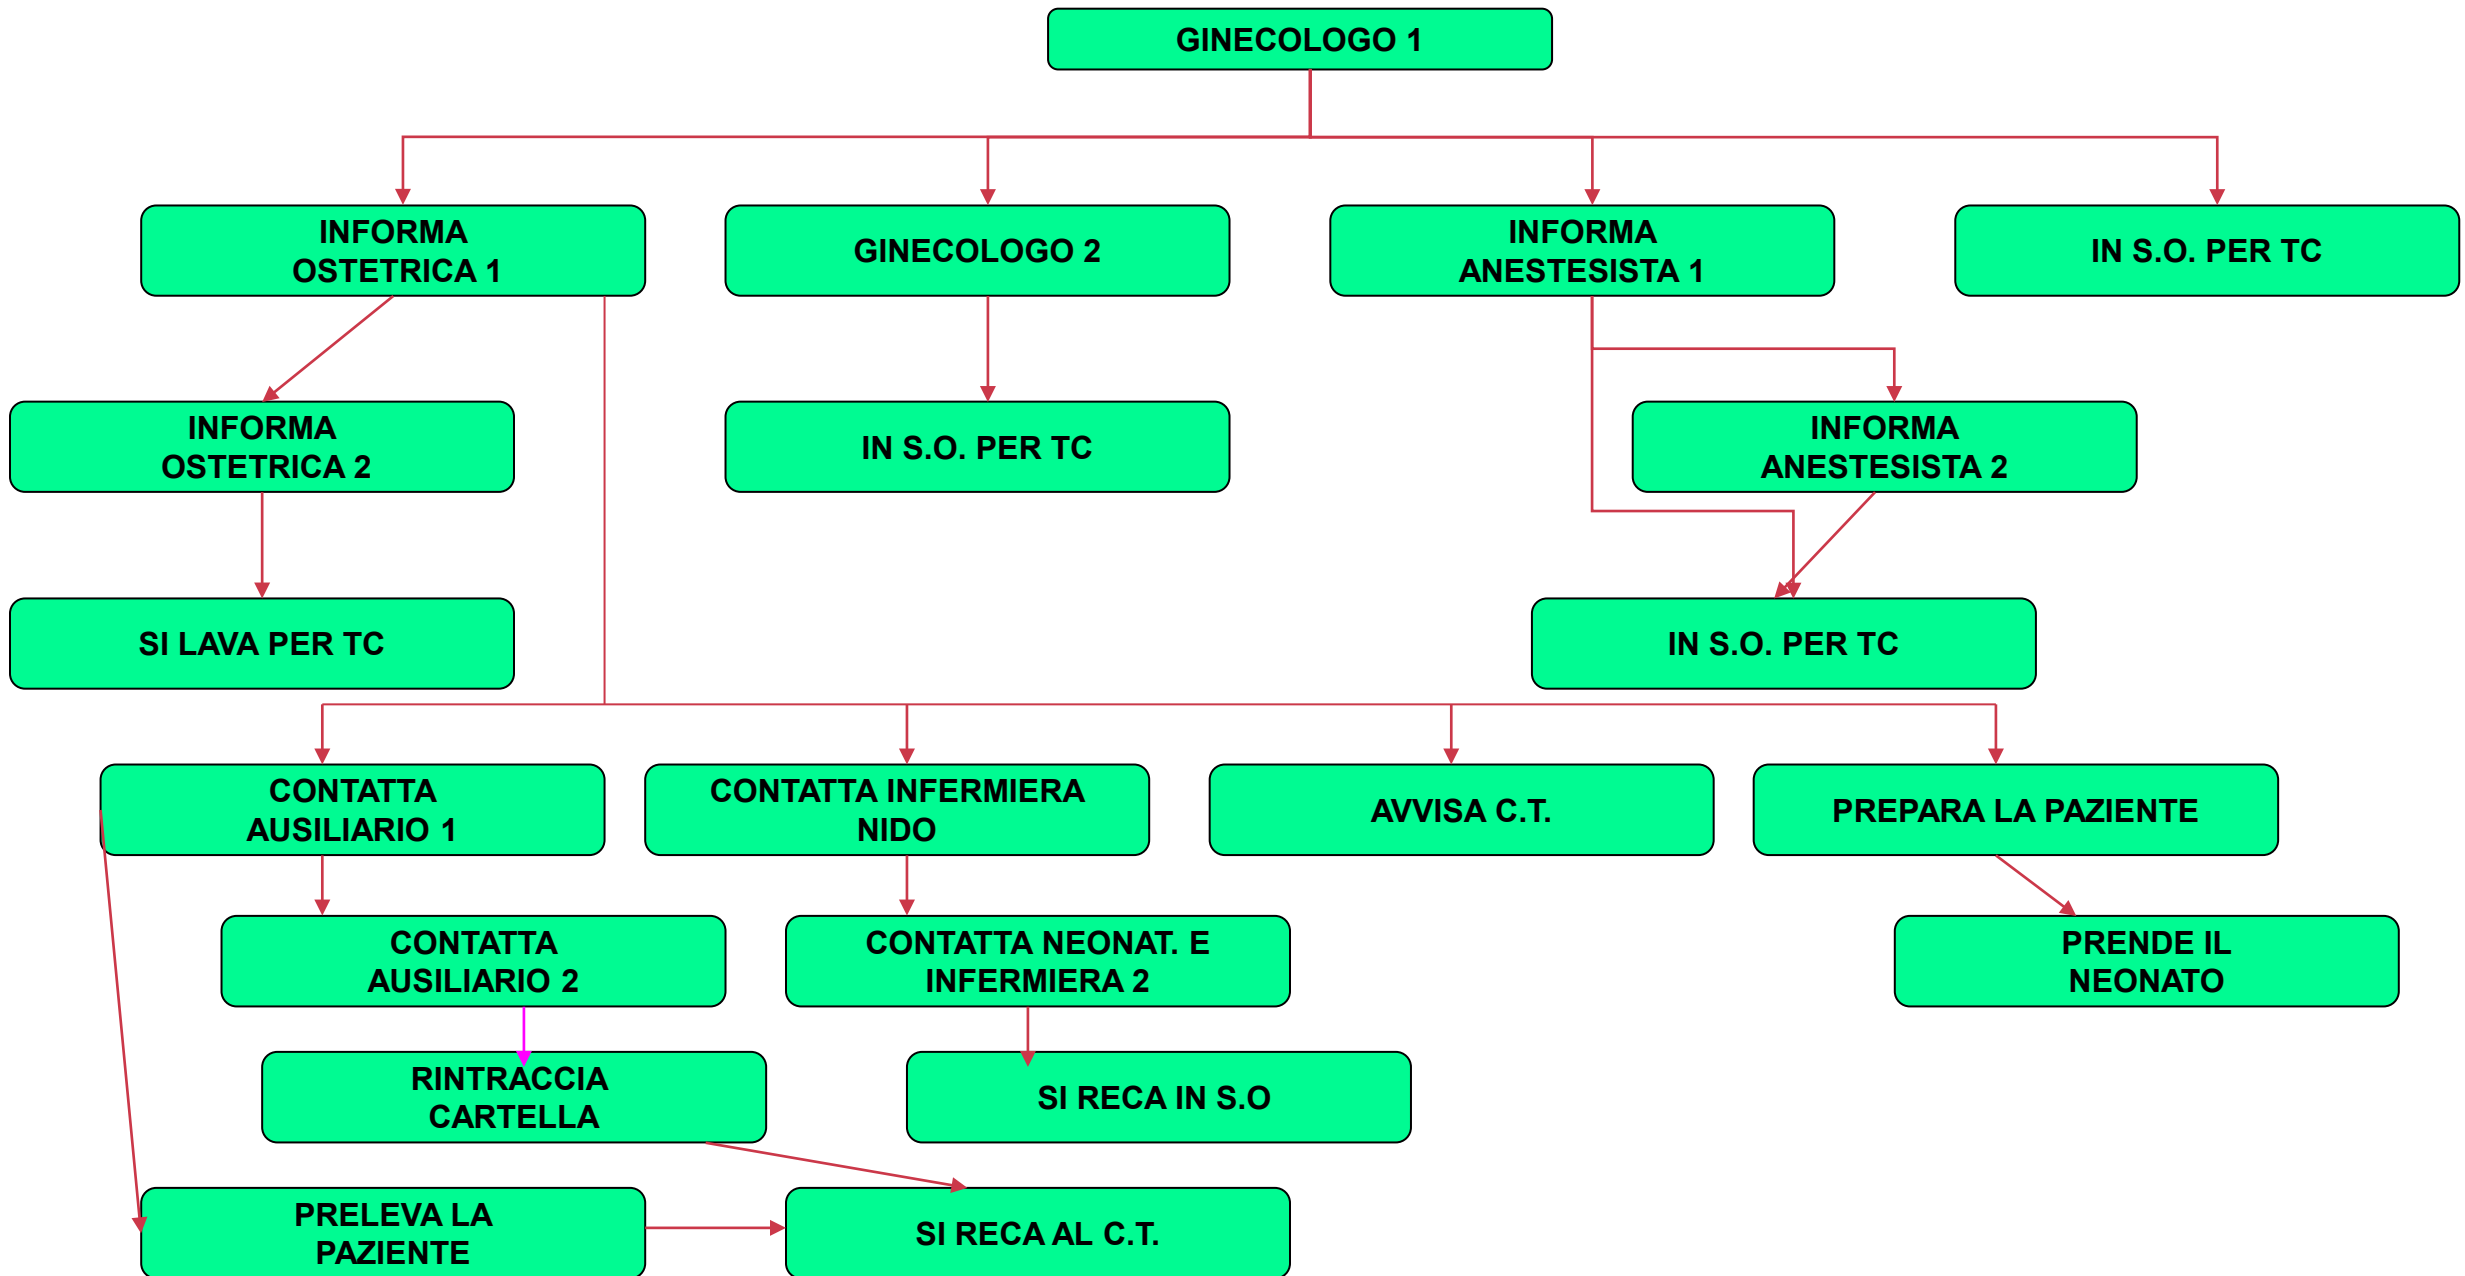 GINECOLOGO 1
INFORMA
OSTETRICA 1
GINECOLOGO 2
INFORMA
ANESTESISTA 1
IN S.O. PER TC
INFORMA
OSTETRICA 2
IN S.O. PER TC
INFORMA
ANESTESISTA 2
SI LAVA PER TC
IN S.O. PER TC
CONTATTA
AUSILIARIO 1
CONTATTA INFERMIERA
NIDO
AVVISA C.T.
PREPARA LA PAZIENTE
CONTATTA
AUSILIARIO 2
CONTATTA NEONAT. E
INFERMIERA 2
PRENDE IL
NEONATO
RINTRACCIA
CARTELLA
SI RECA IN S.O
PRELEVA LA
PAZIENTE
SI RECA AL C.T.